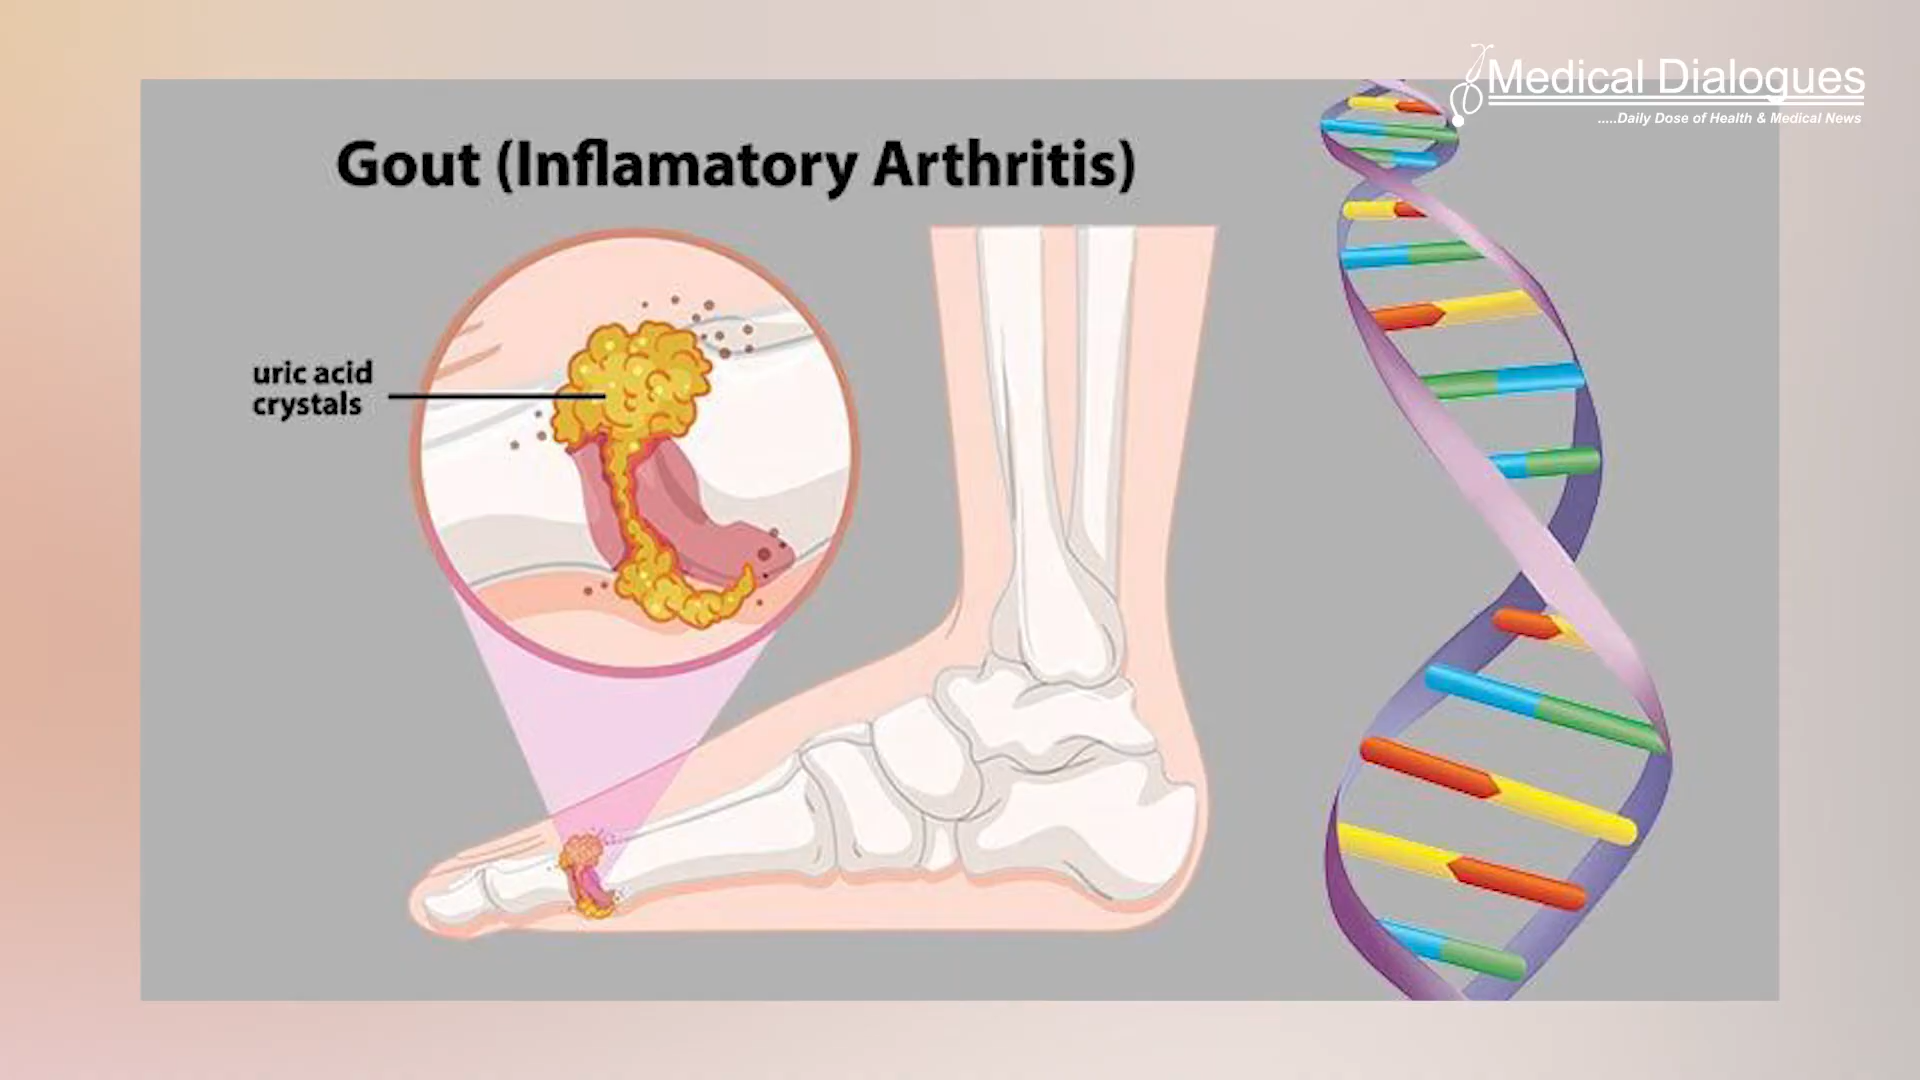 Medical Dialogues
.....Daily Dose of Health & Medical News
Gout (Inflamatory Arthritis)
uric acid
crystals